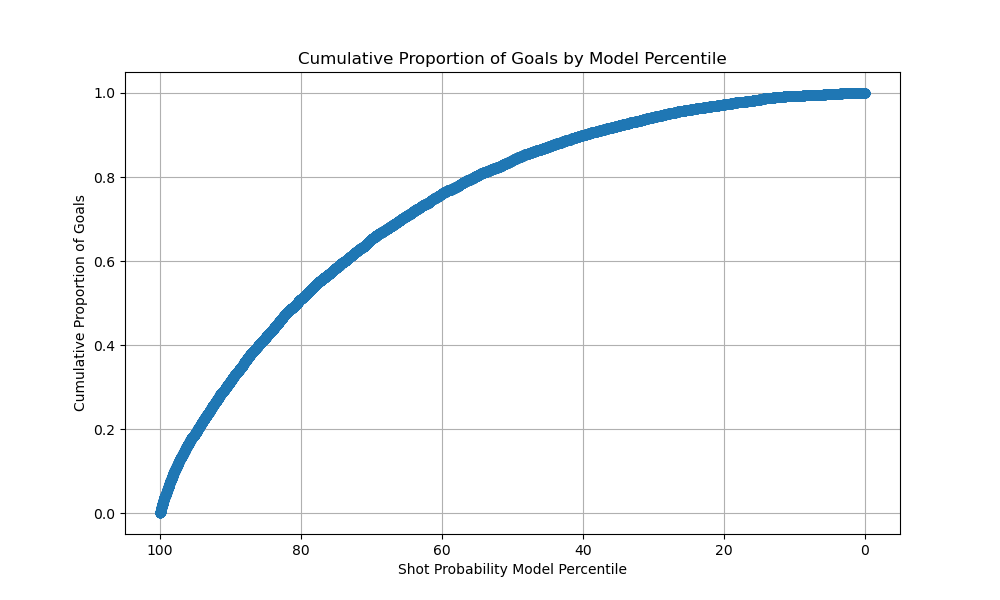 Cumulative Proportion of Goals by Model Percentile
Cumulative Proportion of Goals
1.0
0.8
0.6
0.4
0.2
0.0
100 80 60 40 20 0
Shot Probability Model Percentile